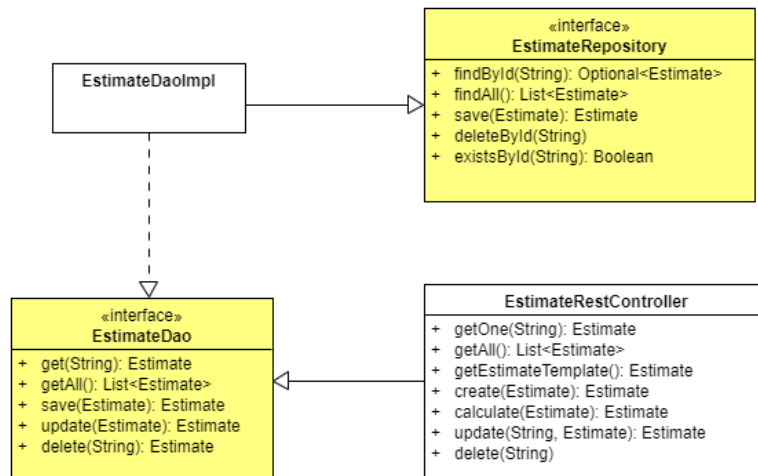 EstimateDaoImpl
«interface»
EstimateRepository
+ findById(String): Optional<Estimate>
+ findAll(): List<Estimate>
+ save(Estimate): Estimate
+ deleteById(String)
+ existsById(String): Boolean
«interface»
EstimateDao
+ get(String): Estimate
+ getAll(): List<Estimate>
+ save(Estimate): Estimate
+ update(Estimate): Estimate
+ delete(String): Estimate
EstimateRestController
+ getOne(String): Estimate
+ getAll(): List<Estimate>
+ getEstimateTemplate(): Estimate
+ create(Estimate): Estimate
+ calculate(Estimate): Estimate
+ update(String, Estimate): Estimate
+ delete(String)